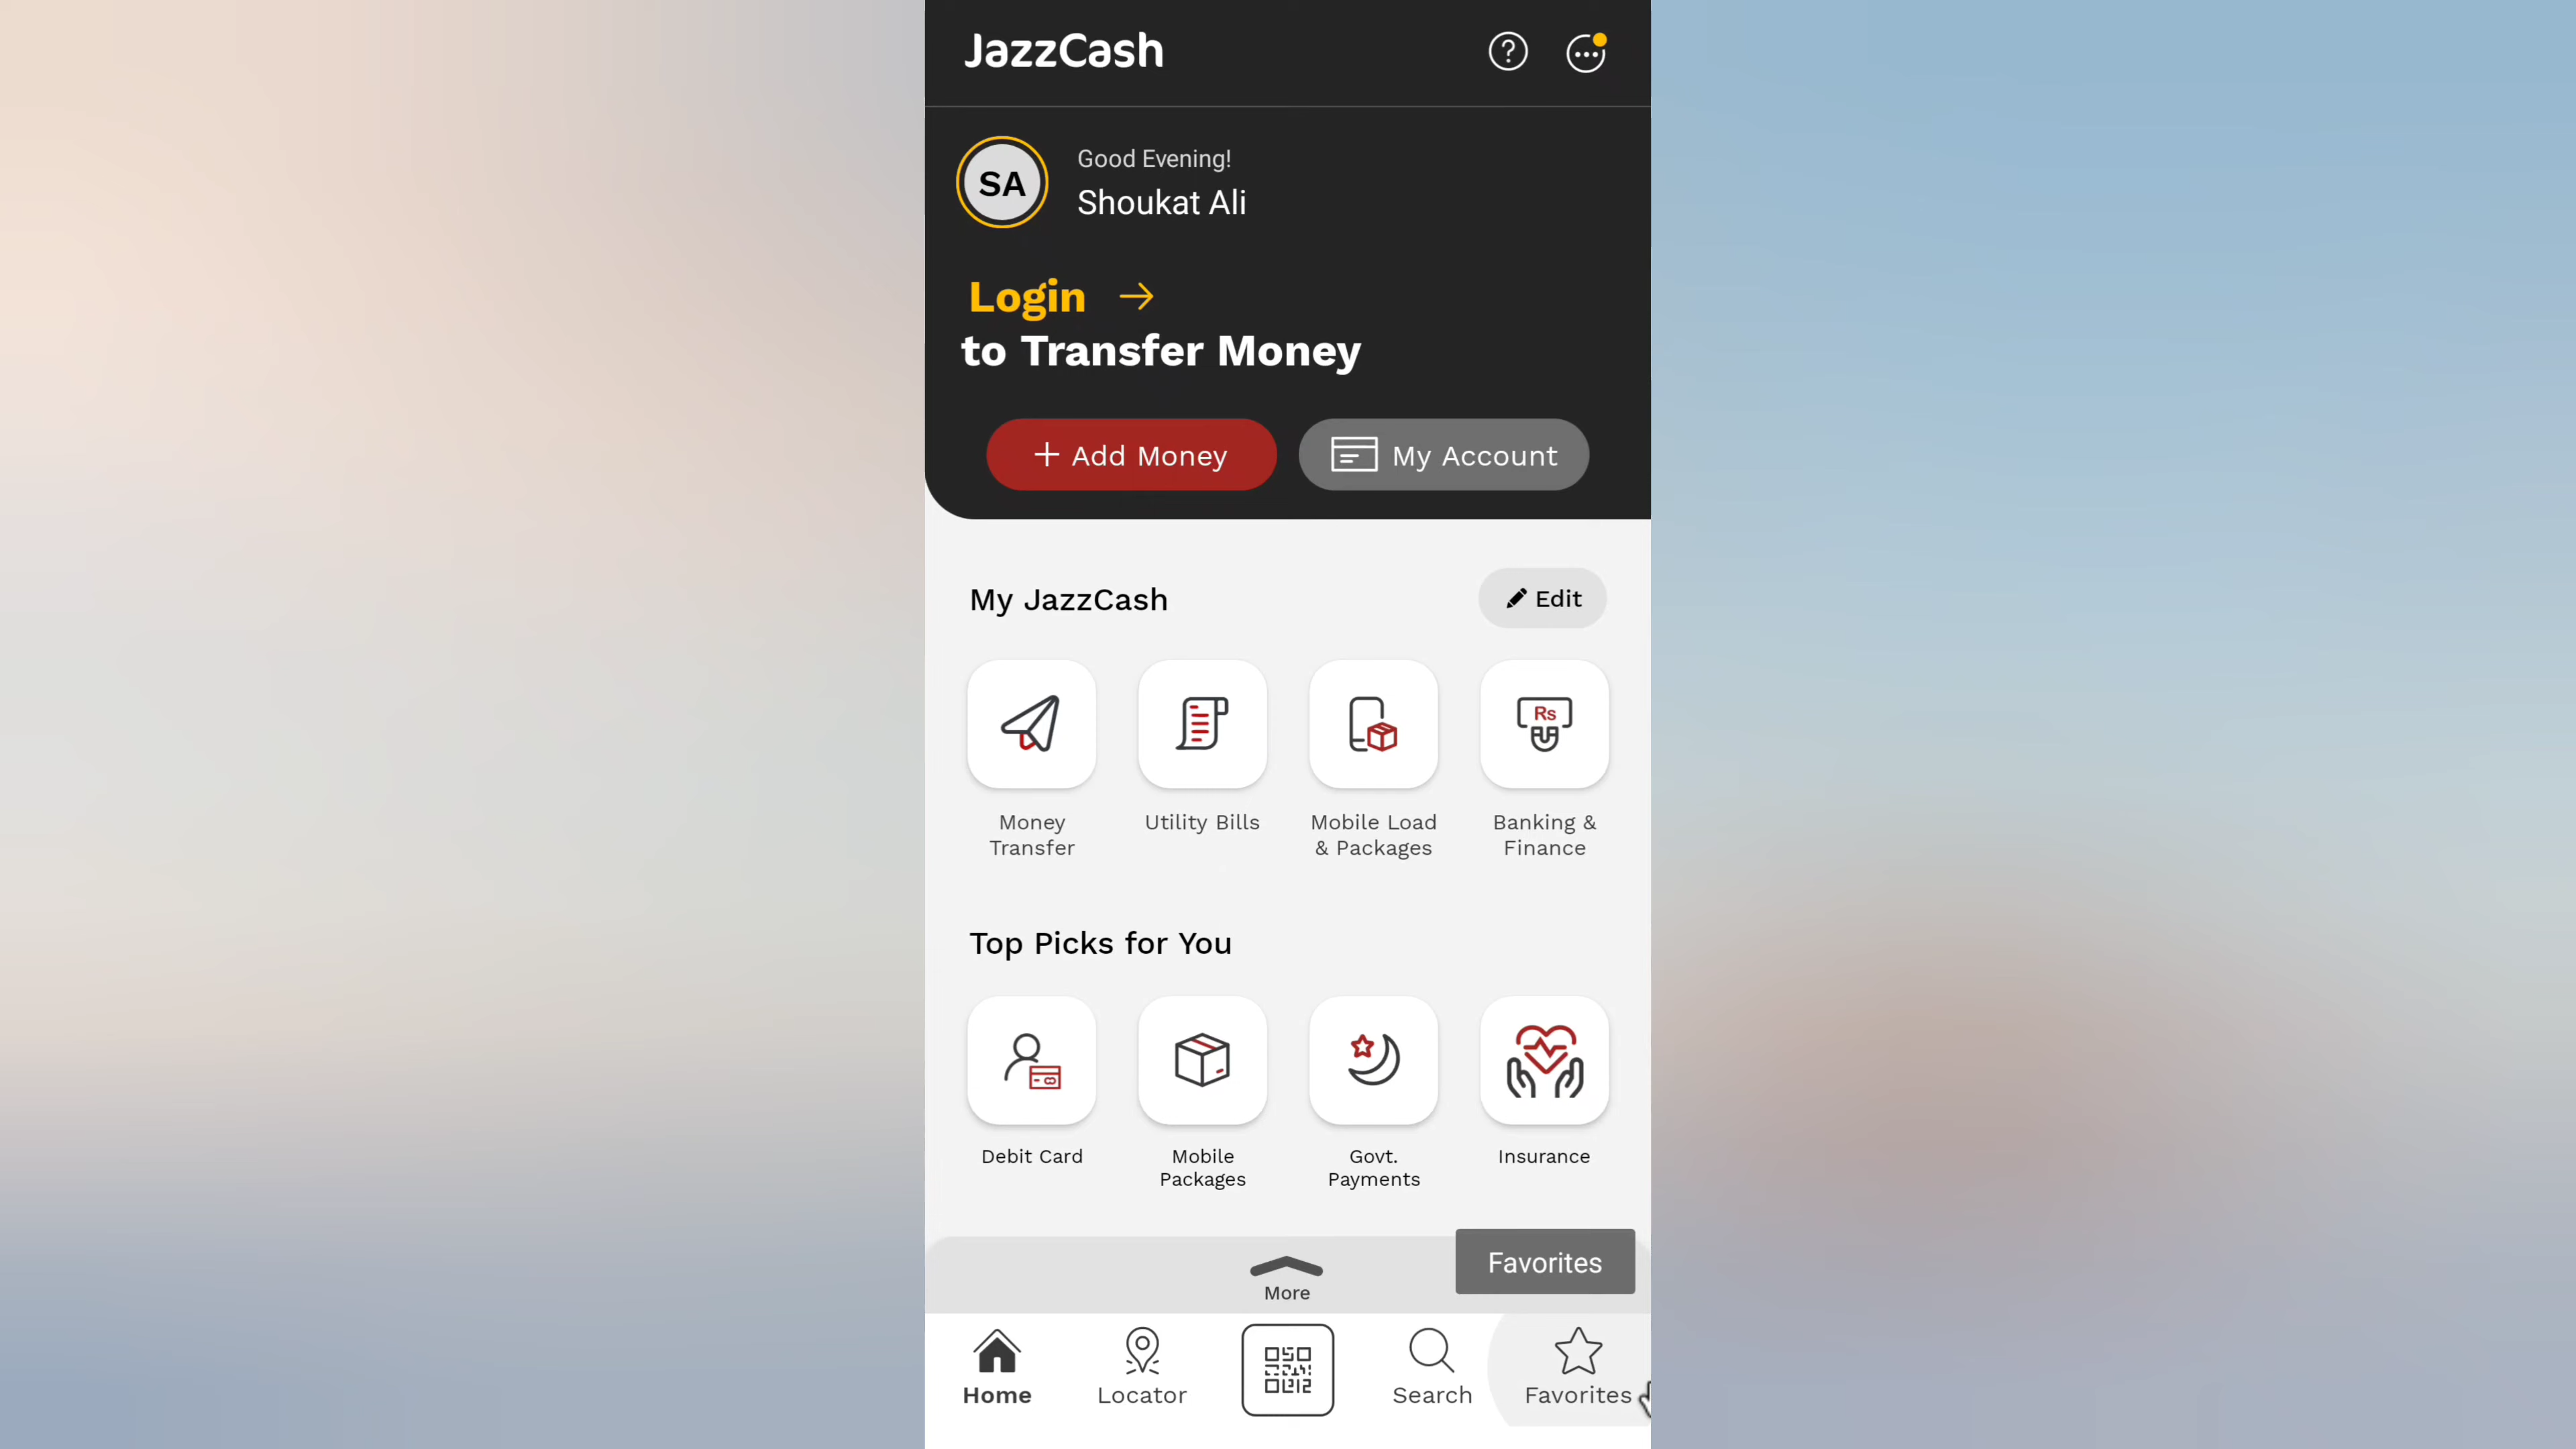 JazzCash
SA
Good Evening!
Shoukat Ali
Login
to Transfer Money
+ Add Money
My Account
My JazzCash
Edit
Rs
Money
Transfer
Utility Bills
Mobile Load
& Packages
Banking &
Finance
Top Picks for You
Debit Card
Mobile
Packages
Govt.
Payments
Insurance
Favorites
More
Home
Locator
Search
Favorites